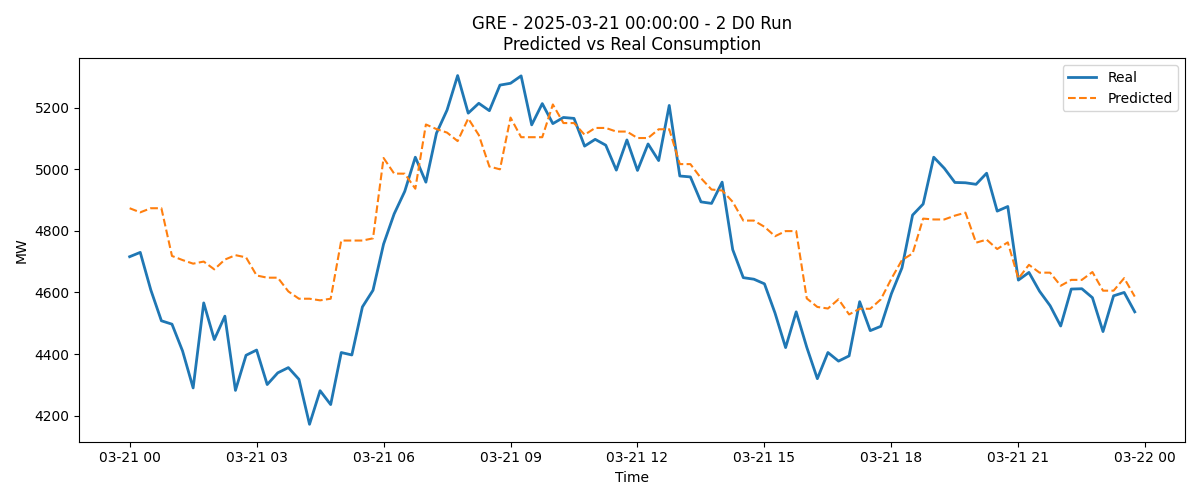 GRE - 2025-03-21 00:00:00 - 2 D0 Run
Predicted vs Real Consumption
Real
Predicted
MW
5200
5000
4800
4600
4400
4200
03-21 00
03-21 03
03-21 06
03-21 09
03-21 12
03-21 15
03-21 18
03-21 21
03-22 00
Time